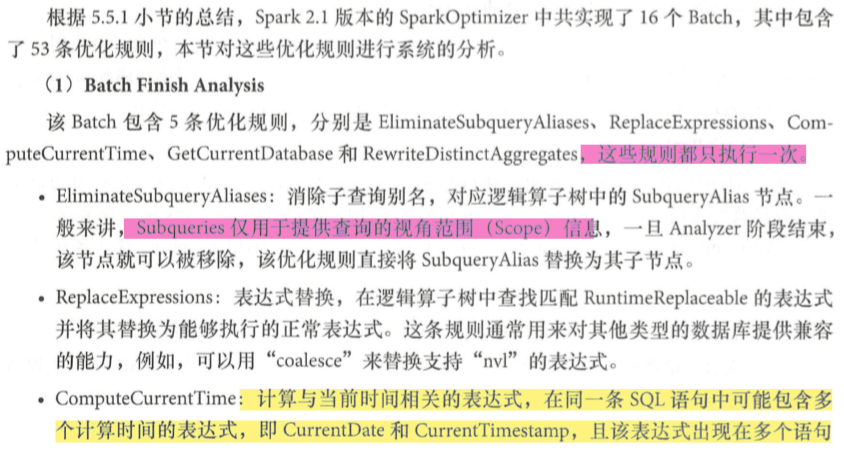 根据 5.5.1 小节的总结，Spark 2.1 版本的 SparkOptimizer 中共实现了 16 个 Batch，其中包含
了 53 条优化规则，本节对这些优化规则进行系统的分析。
（1）Batch Finish Analysis
该 Batch 包含 5 条优化规则，分别是 EliminateSubqueryAliases、ReplaceExpressions、Com-
puteCurrentTime、GetCurrentDatabase 和 RewriteDistinctAggregates，这些规则都只执行一次。
• EliminateSubqueryAliases：消除子查询别名，对应逻辑算子树中的 SubqueryAlias 节点。一
般来讲，Subqueries 仅用于提供查询的视角范围（Scope）信息，一旦 Analyzer 阶段结束，
该节点就可以被移除，该优化规则直接将 SubqueryAlias 替换为其子节点。
• ReplaceExpressions：表达式替换，在逻辑算子树中查找匹配 RuntimeReplaceable 的表达式
并将其替换为能够执行的正常表达式。这条规则通常用来对其他类型的数据库提供兼容
的能力，例如，可以用“coalesce”来替换支持“nvl”的表达式。
• ComputeCurrentTime：计算与当前时间相关的表达式，在同一条 SQL 语句中可能包含多
个计算时间的表达式，即 CurrentDate 和 CurrentTimestamp，且该表达式出现在多个语句